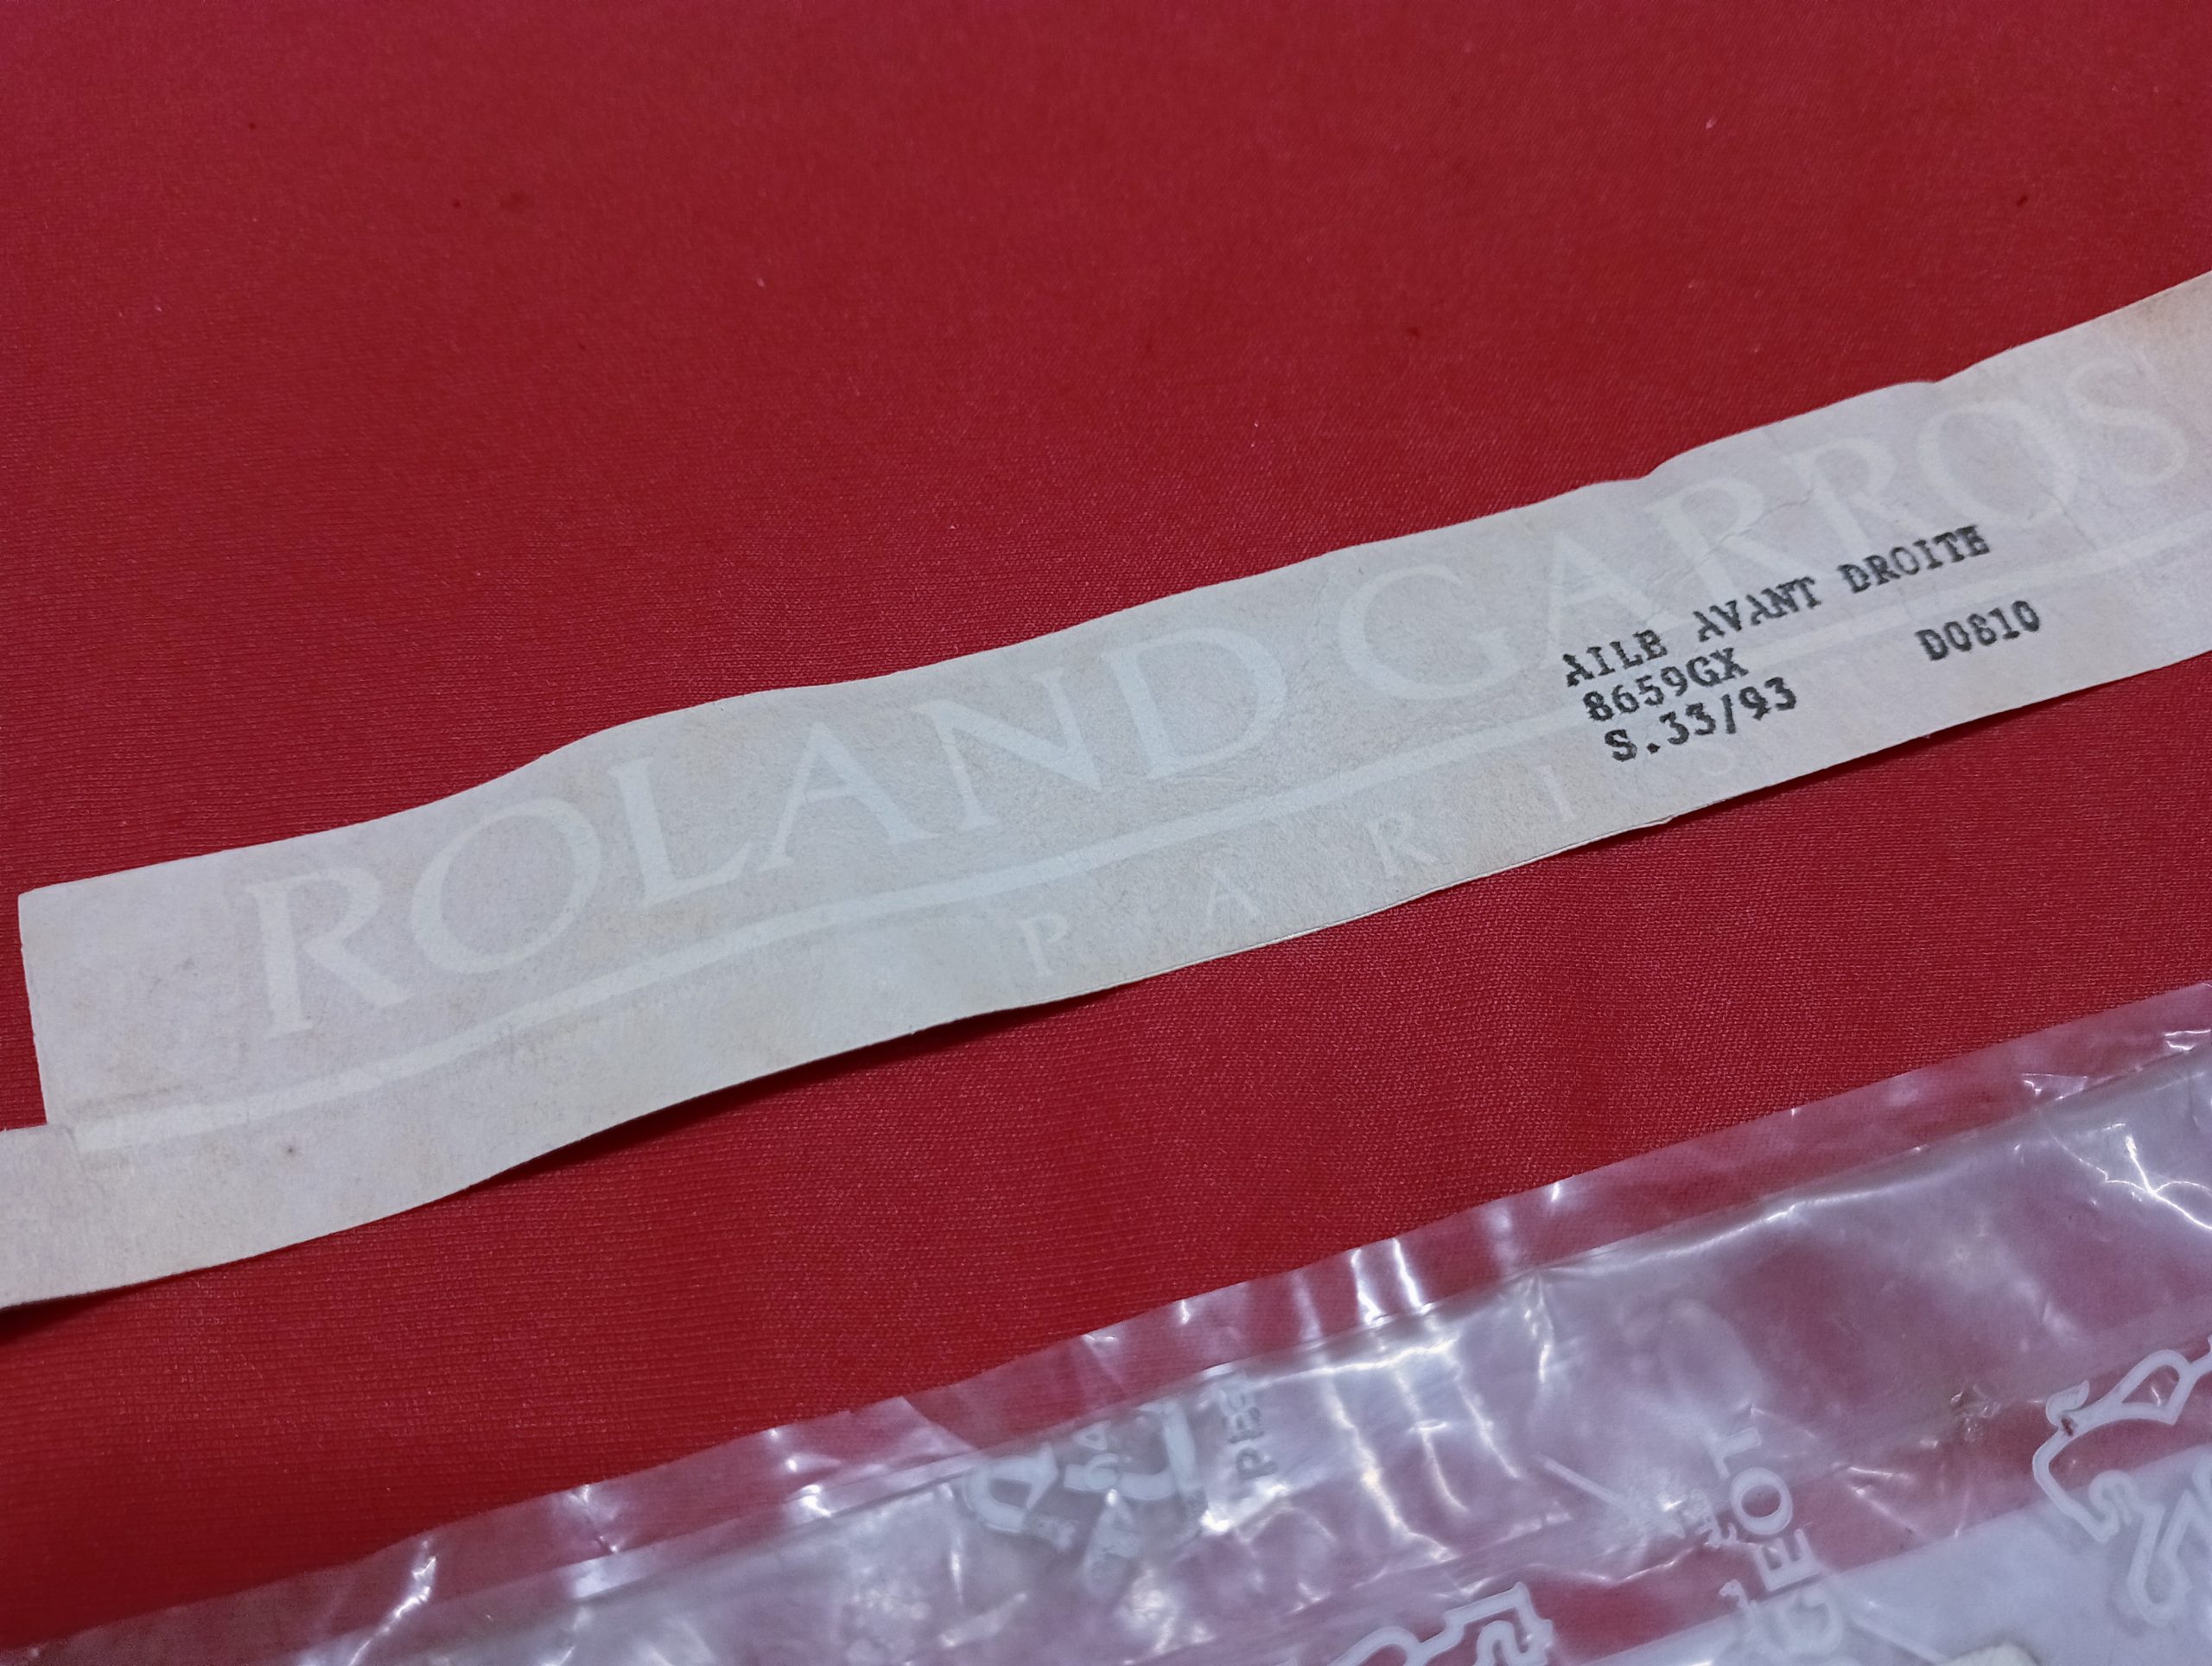 ROLAND GARROS
PARIS
AILE AVANT DROITE
8659GX D0810
S.33/93